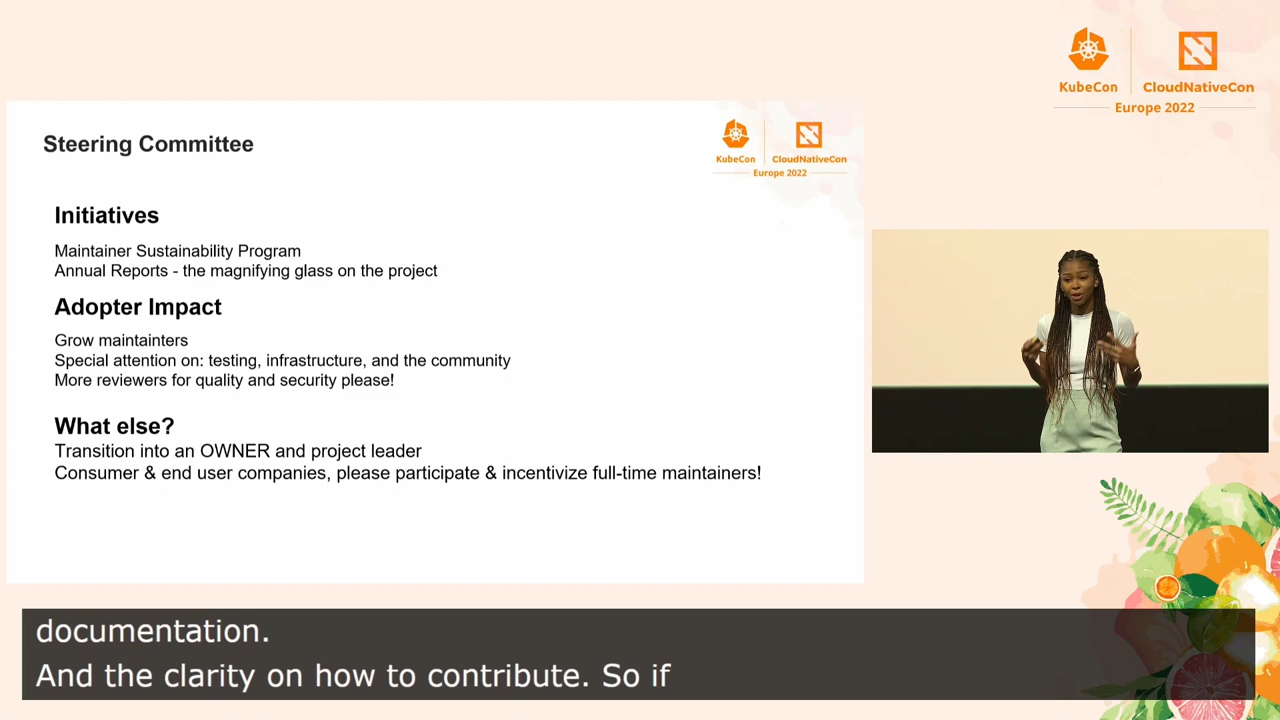 KubeCon
CloudNativeCon
Europe 2022
Steering Committee
KubeCon
CloudNativeCon
Europe 2022
Initiatives
Maintainer Sustainability Program
Annual Reports - the magnifying glass on the project
Adopter Impact
Grow maintainters
Special attention on: testing, infrastructure, and the community
More reviewers for quality and security please!
What else?
Transition into an OWNER and project leader
Consumer & end user companies, please participate & incentivize full-time maintainers!
documentation.
And the clarity on how to contribute. So if